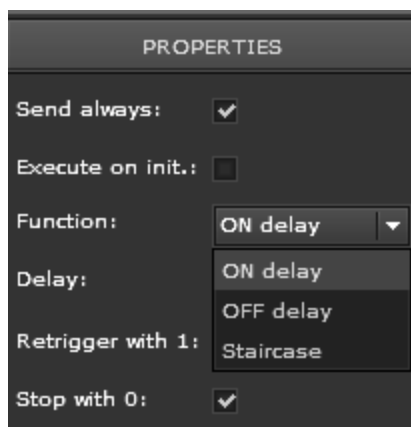 PROPERTIES
Send always:
Execute on init.:
Function: ON delay
ON delay
Delay:
OFF delay
Retrigger with 1:
Staircase
Stop with 0: